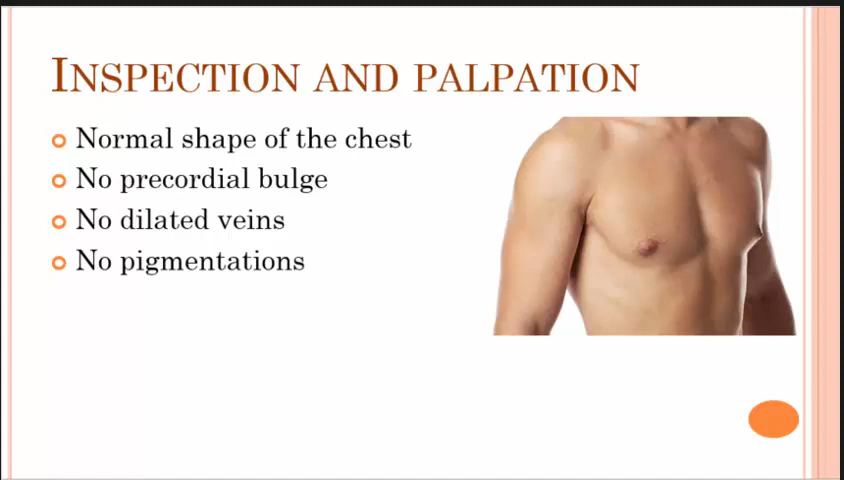 INSPECTION AND PALPATION
Normal shape of the chest
No precordial bulge
No dilated veins
No pigmentations